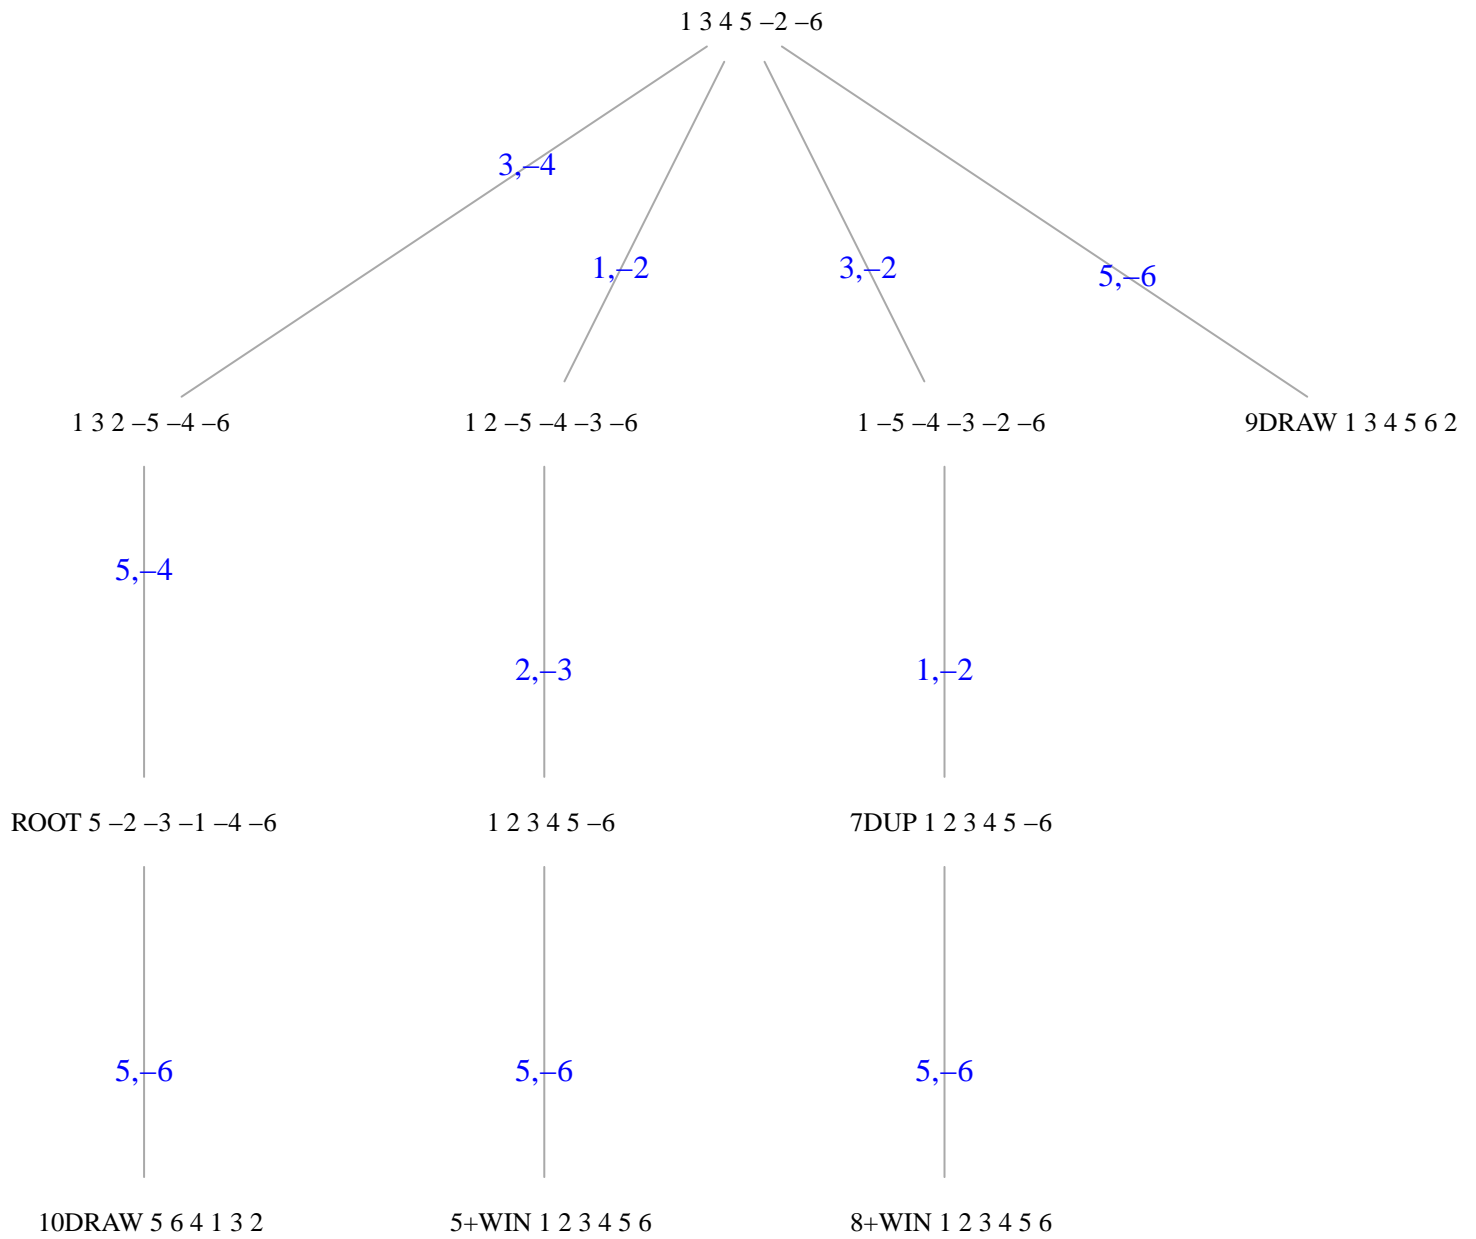 1 3 4 5 –2 –6
3,–4
1,–2
3,–2
5,–6
1 3 2 –5 –4 –6
1 2 –5 –4 –3 –6
1 –5 –4 –3 –2 –6
9DRAW 1 3 4 5 6 2
5,–4
2,–3
1,–2
ROOT 5 –2 –3 –1 –4 –6
1 2 3 4 5 –6
7DUP 1 2 3 4 5 –6
5,–6
5,–6
5,–6
10DRAW 5 6 4 1 3 2
5+WIN 1 2 3 4 5 6
8+WIN 1 2 3 4 5 6